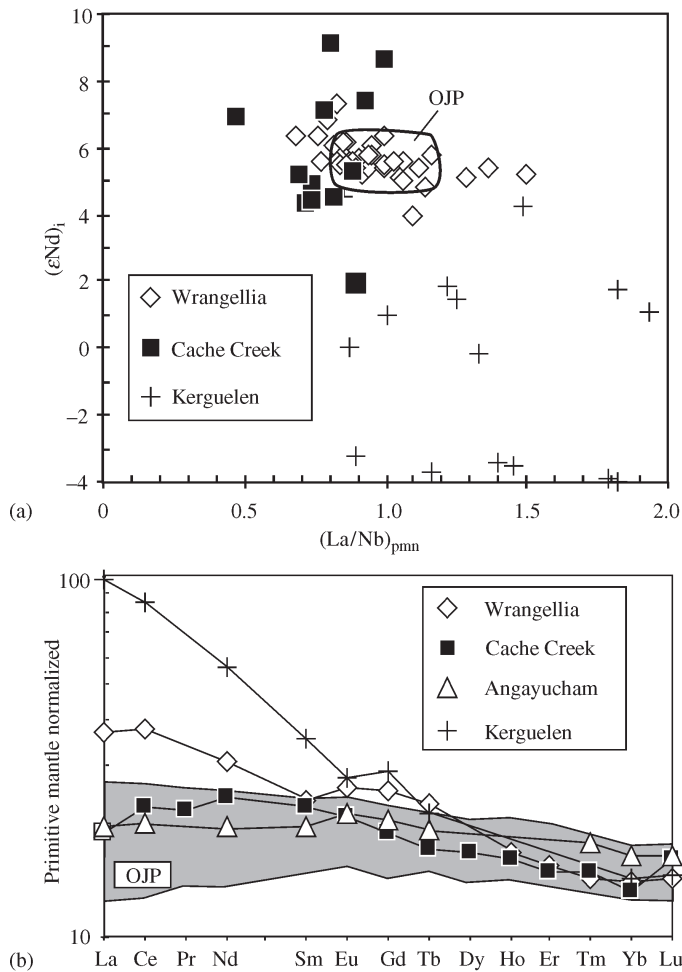 10
8
6
4
2
0
−2
−4
(εNd)i
OJP
Wrangellia
Cache Creek
Kerguelen
0
0.5
1.0
1.5
2.0
(La/Nb)pmn
(a)
100
10
Primitive mantle normalized
Wrangellia
Cache Creek
Angayucham
Kerguelen
OJP
La Ce Pr Nd Sm Eu Gd Tb Dy Ho Er Tm Yb Lu
(b)